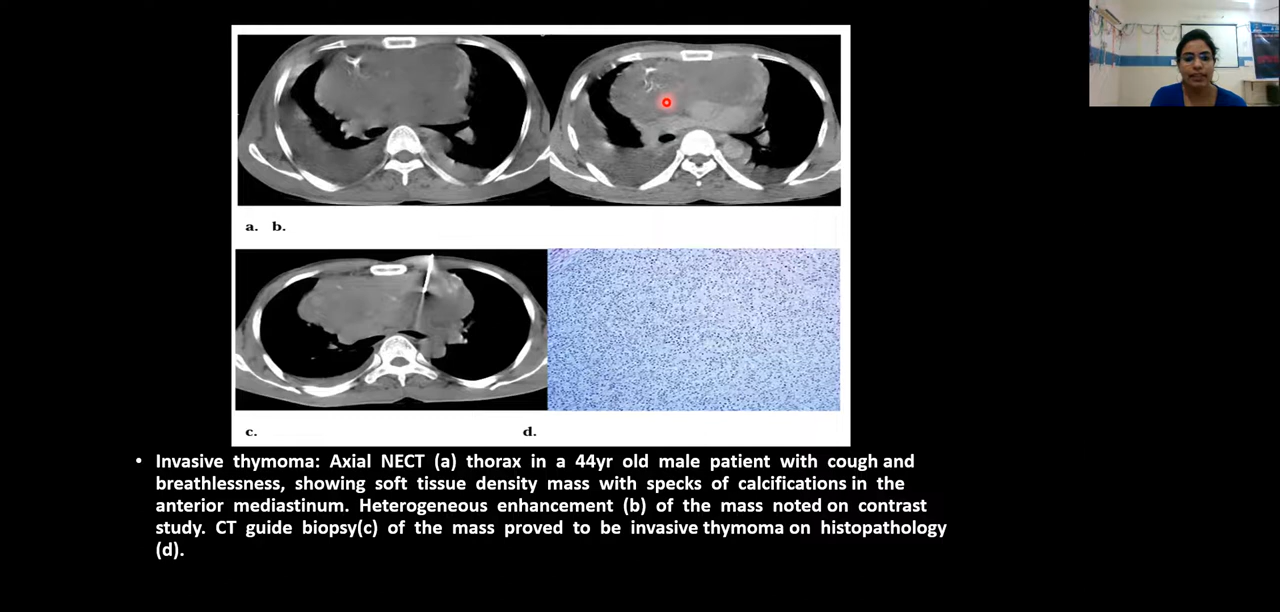 a. b.
c. d.
• Invasive thymoma: Axial NECT (a) thorax in a 44yr old male patient with cough and
breathlessness, showing soft tissue density mass with specks of calcifications in the
anterior mediastinum. Heterogeneous enhancement (b) of the mass noted on contrast
study. CT guide biopsy(c) of the mass proved to be invasive thymoma on histopathology
(d).